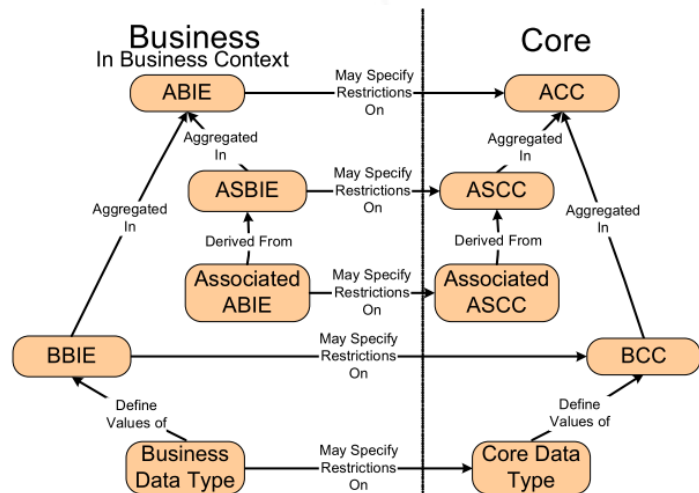 Business
In Business Context
Core
ABIE
May Specify
Restrictions
On
ACC
Aggregated
In
Aggregated
In
ASBIE
May Specify
Restrictions
On
ASCC
Aggregated
In
Aggregated
In
Derived From
Derived From
Associated
ABIE
May Specify
Restrictions
On
Associated
ASCC
BBIE
May Specify
Restrictions
On
BCC
Define
Values of
Define
Values of
Business
Data Type
May Specify
Restrictions
On
Core Data
Type